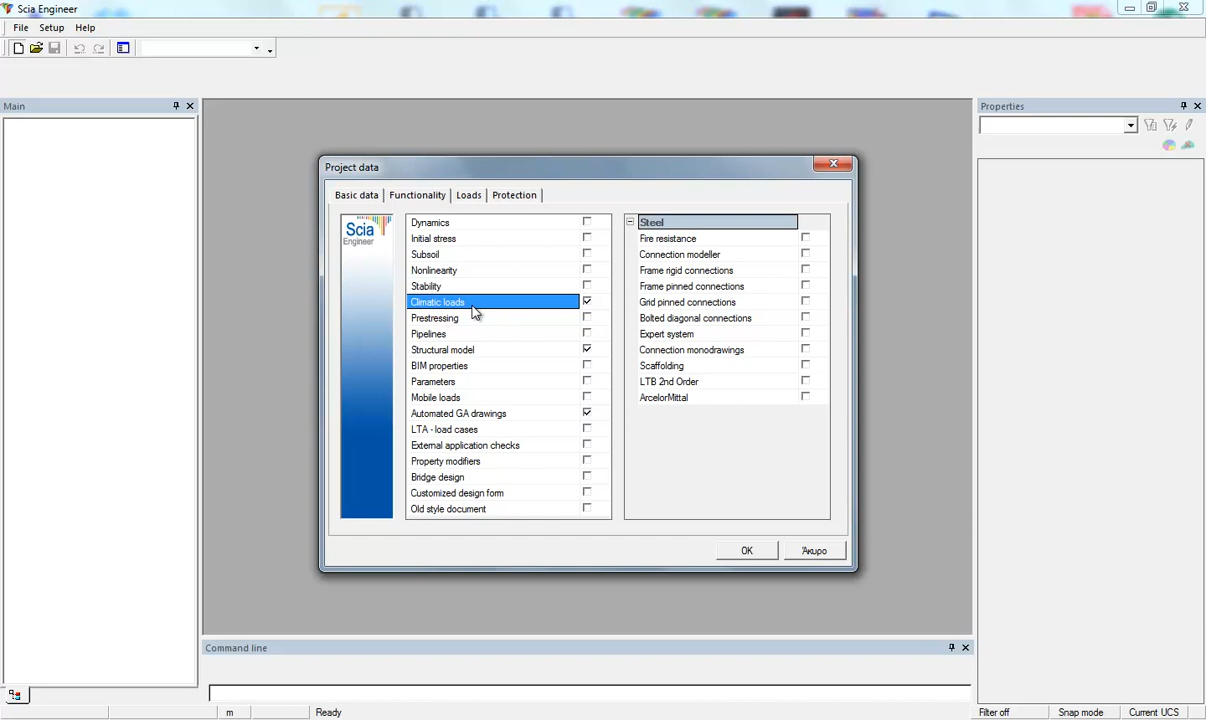 Scia Engineer
File Setup Help
Main
Properties
Project data
Basic data Functionality Loads Protection
Scia
Engineer
Dynamics
Initial stress
Subsoil
Nonlinearity
Stability
Climatic loads
Prestressing
Pipelines
Structural model
BIM properties
Parameters
Mobile loads
Automated GA drawings
LTA - load cases
External application checks
Property modifiers
Bridge design
Customized design form
Old style document
Steel
Fire resistance
Connection modeller
Frame rigid connections
Frame pinned connections
Grid pinned connections
Bolted diagonal connections
Expert system
Connection monodrawings
Scaffolding
LTB 2nd Order
ArcelorMittal
OK Άκυρο
Command line
m Ready Filter off Snap mode Current UCS